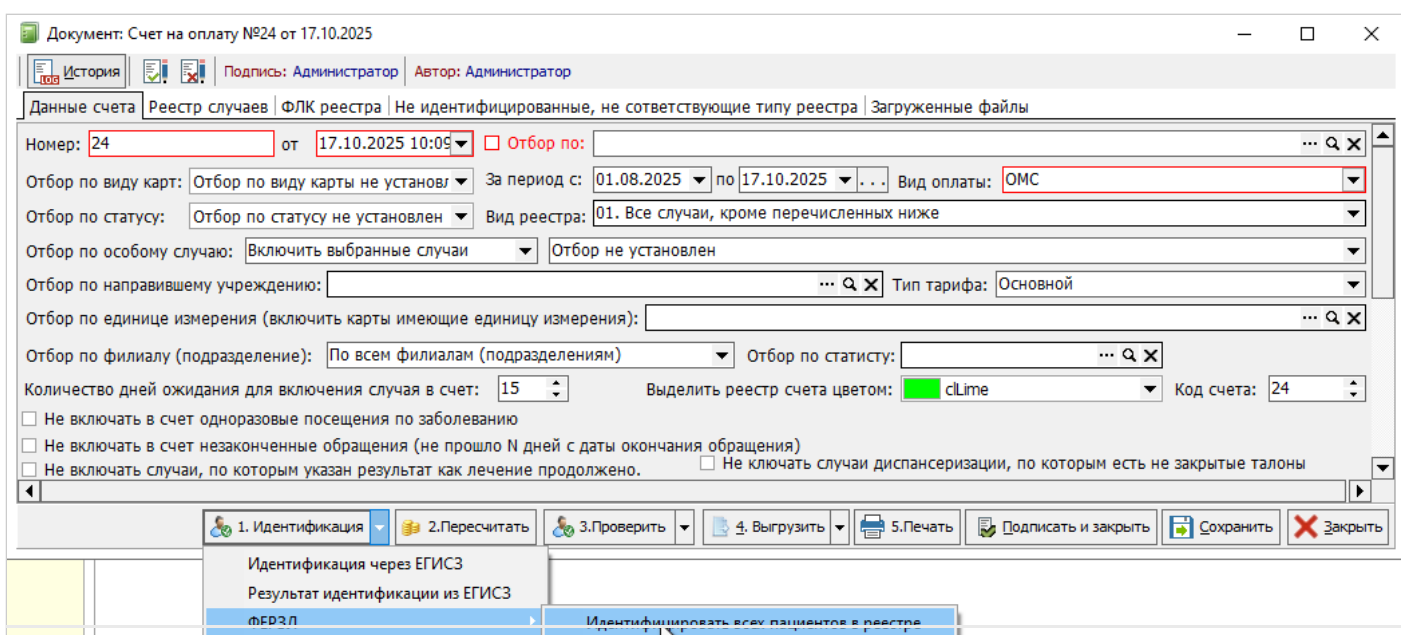 Документ: Счет на оплату №24 от 17.10.2025
LOG История Подпись: Администратор Автор: Администратор
Данные счета Реестр случаев ФЛК реестра Не идентифицированные, не сответствующие типу реестра Загруженные файлы
Номер: 24 от 17.10.2025 10:09 Отбор по:
Отбор по виду карт: Отбор по виду карты не установл За период с: 01.08.2025 по 17.10.2025 ... Вид оплаты: ОМС
Отбор по статусу: Отбор по статусу не установлен Вид реестра: 01. Все случаи, кроме перечисленных ниже
Отбор по особому случаю: Включить выбранные случаи Отбор не установлен
Отбор по направившему учреждению: Тип тарифа: Основной
Отбор по единице измерения (включить карты имеющие единицу измерения):
Отбор по филиалу (подразделение): По всем филиалам (подразделениям) Отбор по статисту:
Количество дней ожидания для включения случая в счет: 15 Выделить реестр счета цветом: clLime Код счета: 24
Не включать в счет одноразовые посещения по заболеванию
Не включать в счет незаконченные обращения (не прошло N дней с даты окончания обращения)
Не включать случаи, по которым указан результат как лечение продолжено. Не ключать случаи диспансеризации, по которым есть не закрытые талоны
1. Идентификация 2.Пересчитать 3.Проверить 4. Выгрузить 5.Печать Подписать и закрыть Сохранить Закрыть
Идентификация через ЕГИСЗ
Результат идентификации из ЕГИСЗ
ФЕРЗЛ Идентифицировать всех пациентов в реестре